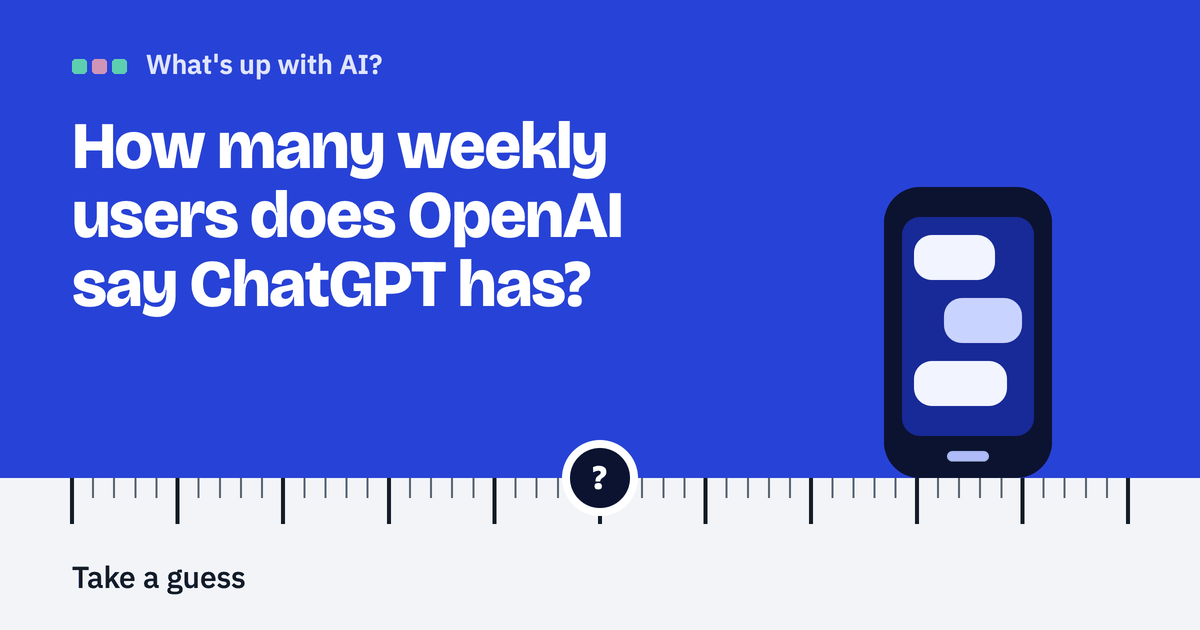 What's up with AI?
How many weekly
users does OpenAI
say ChatGPT has?
?
Take a guess